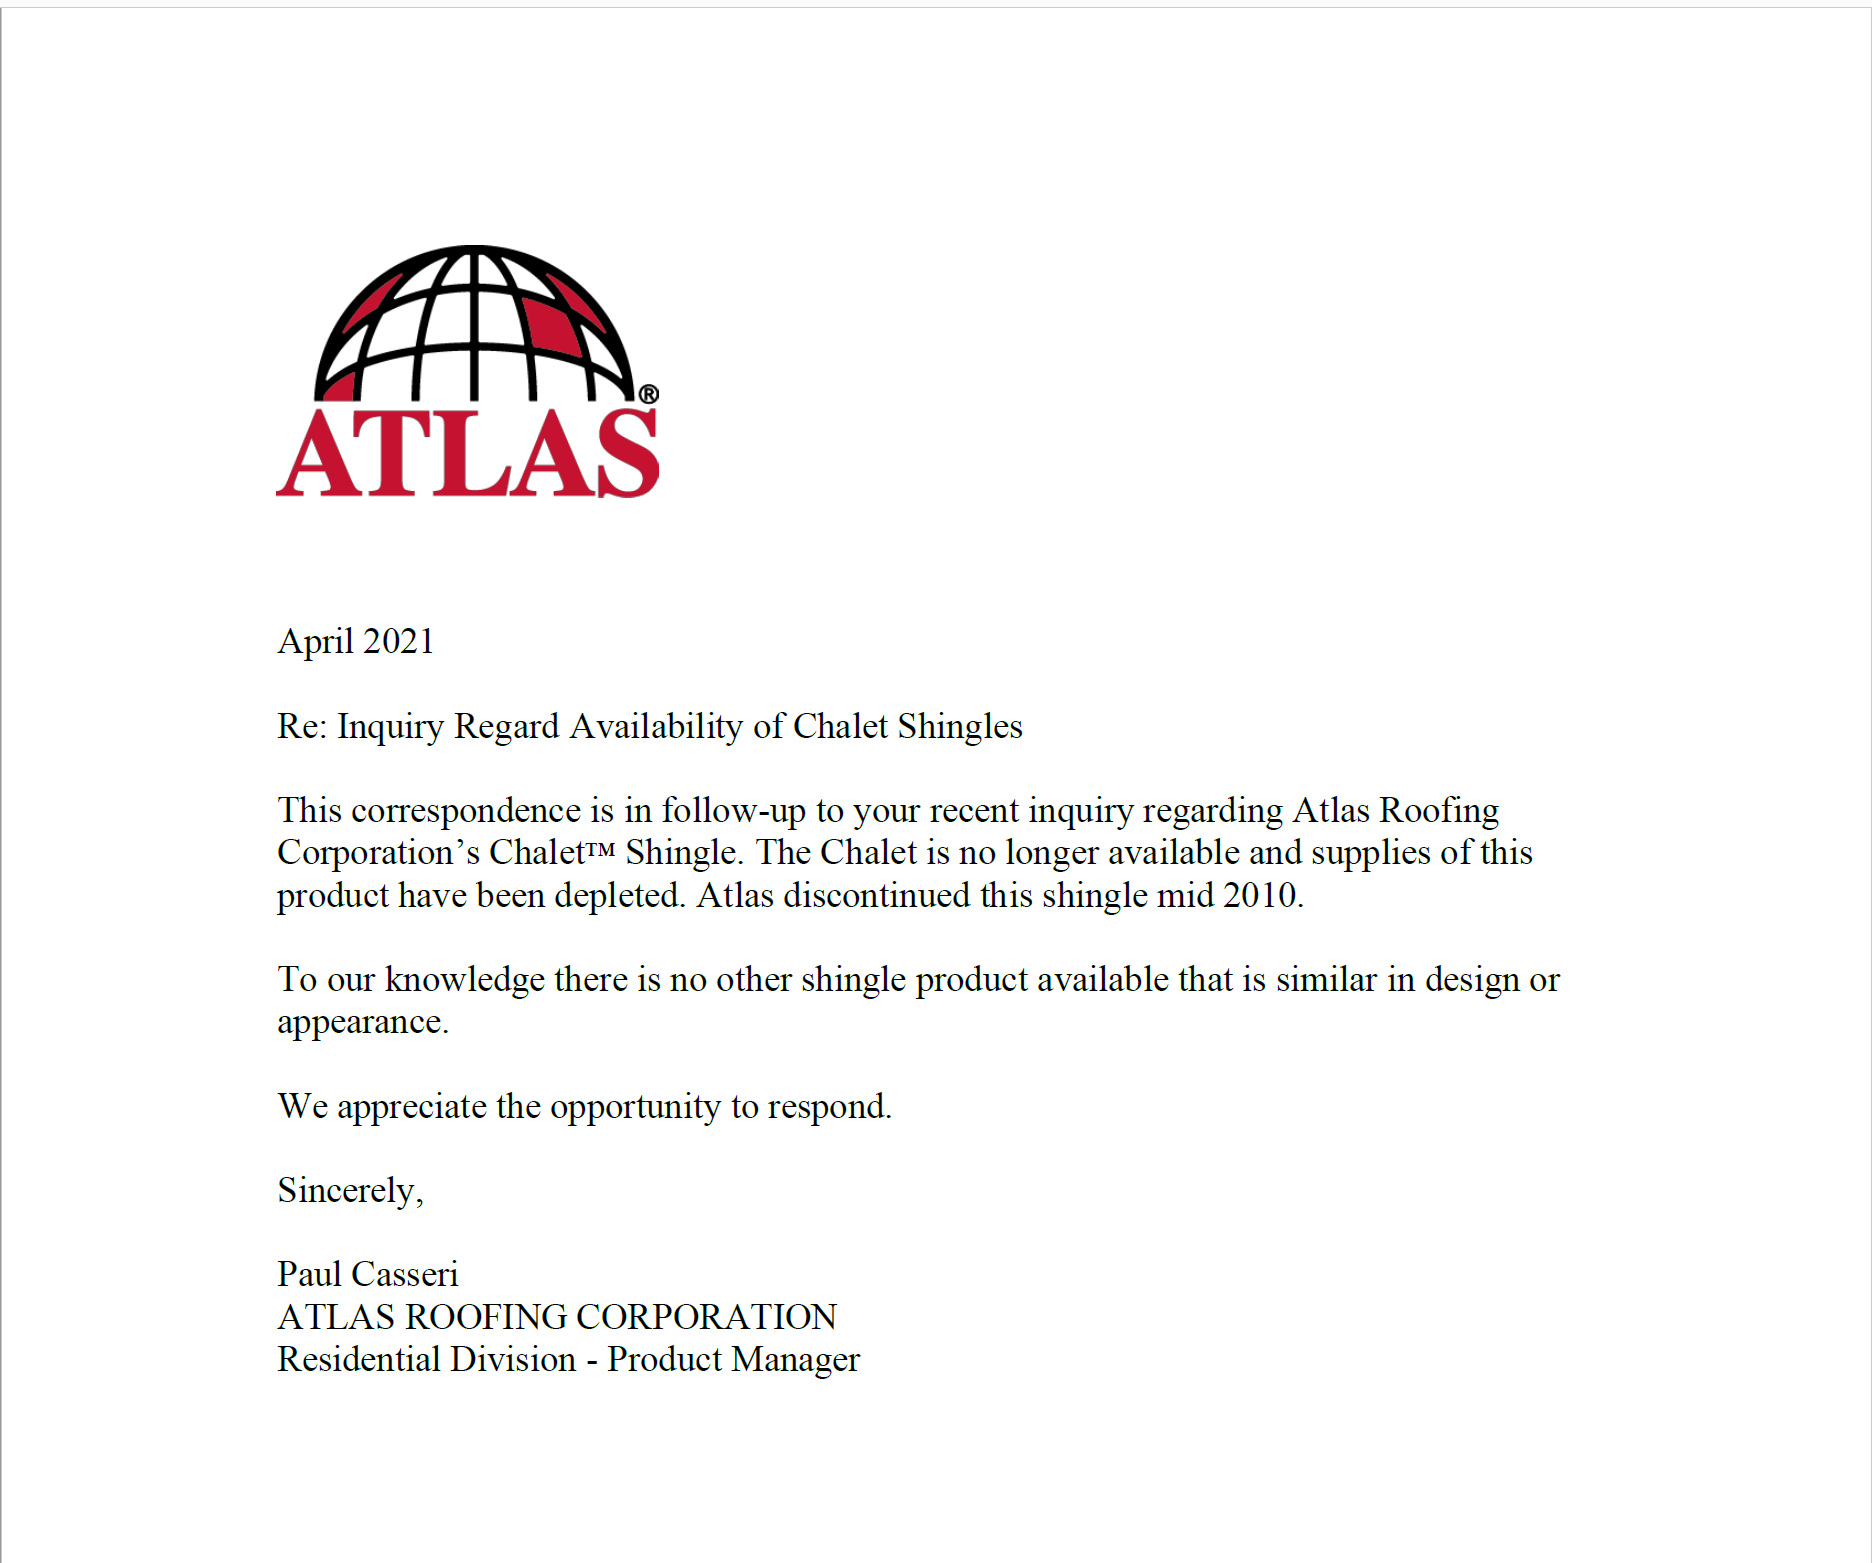 ®
ATLAS
April 2021
Re: Inquiry Regard Availability of Chalet Shingles
This correspondence is in follow-up to your recent inquiry regarding Atlas Roofing
Corporation’s Chalet™ Shingle. The Chalet is no longer available and supplies of this
product have been depleted. Atlas discontinued this shingle mid 2010.
To our knowledge there is no other shingle product available that is similar in design or
appearance.
We appreciate the opportunity to respond.
Sincerely,
Paul Casseri
ATLAS ROOFING CORPORATION
Residential Division - Product Manager